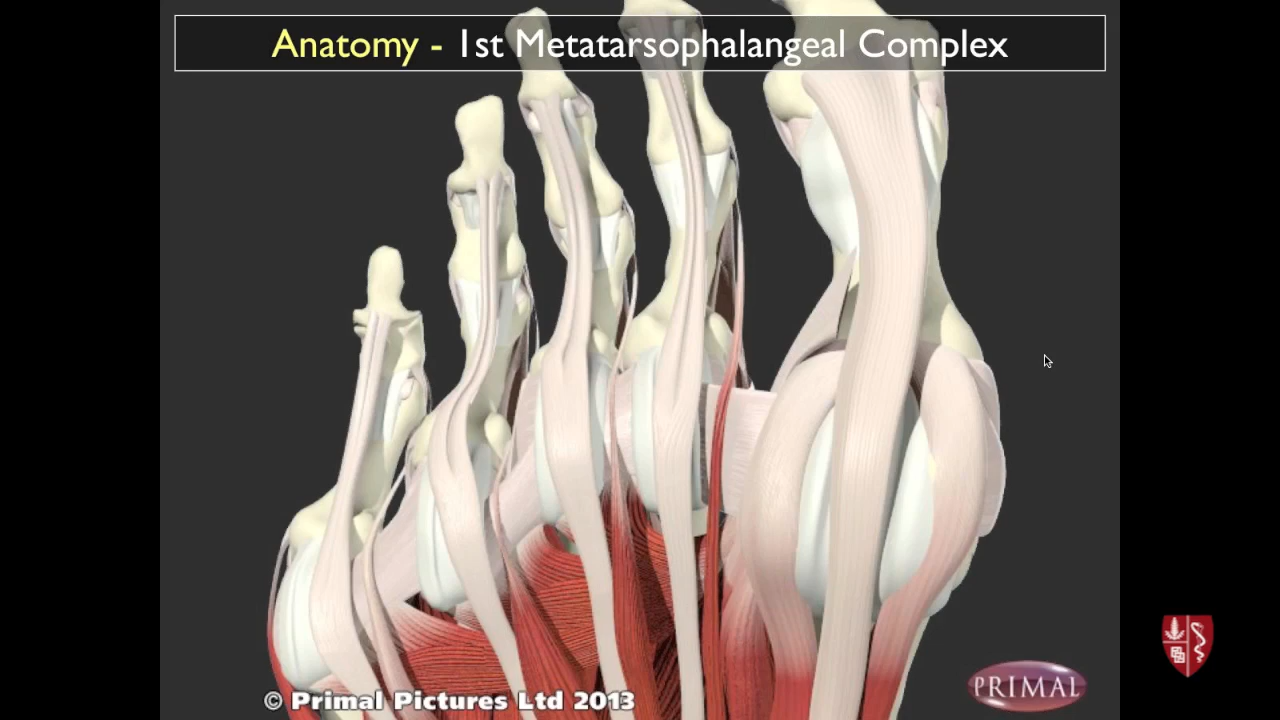 Anatomy - 1st Metatarsophalangeal Complex
© Primal Pictures Ltd 2013
PRIMAL